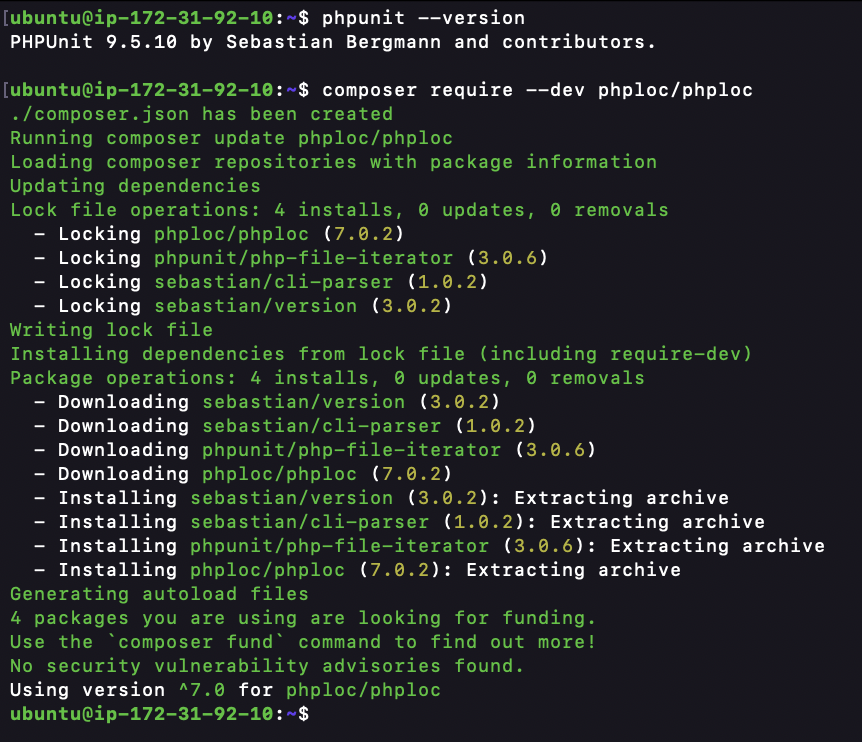 [ubuntu@ip-172-31-92-10:~$ phpunit --version
PHPUnit 9.5.10 by Sebastian Bergmann and contributors.
[ubuntu@ip-172-31-92-10:~$ composer require --dev phploc/phploc
./composer.json has been created
Running composer update phploc/phploc
Loading composer repositories with package information
Updating dependencies
Lock file operations: 4 installs, 0 updates, 0 removals
  - Locking phploc/phploc (7.0.2)
  - Locking phpunit/php-file-iterator (3.0.6)
  - Locking sebastian/cli-parser (1.0.2)
  - Locking sebastian/version (3.0.2)
Writing lock file
Installing dependencies from lock file (including require-dev)
Package operations: 4 installs, 0 updates, 0 removals
  - Downloading sebastian/version (3.0.2)
  - Downloading sebastian/cli-parser (1.0.2)
  - Downloading phpunit/php-file-iterator (3.0.6)
  - Downloading phploc/phploc (7.0.2)
  - Installing sebastian/version (3.0.2): Extracting archive
  - Installing sebastian/cli-parser (1.0.2): Extracting archive
  - Installing phpunit/php-file-iterator (3.0.6): Extracting archive
  - Installing phploc/phploc (7.0.2): Extracting archive
Generating autoload files
4 packages you are using are looking for funding.
Use the `composer fund` command to find out more!
No security vulnerability advisories found.
Using version ^7.0 for phploc/phploc
ubuntu@ip-172-31-92-10:~$